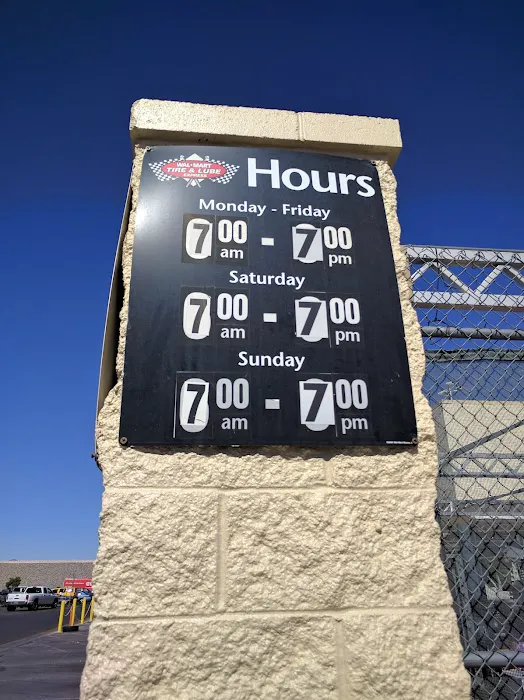 WAL-MART
TIRE & LUBE
EXPRESS
Hours
Monday - Friday
7 00 am - 7 00 pm
Saturday
7 00 am - 7 00 pm
Sunday
7 00 am - 7 00 pm